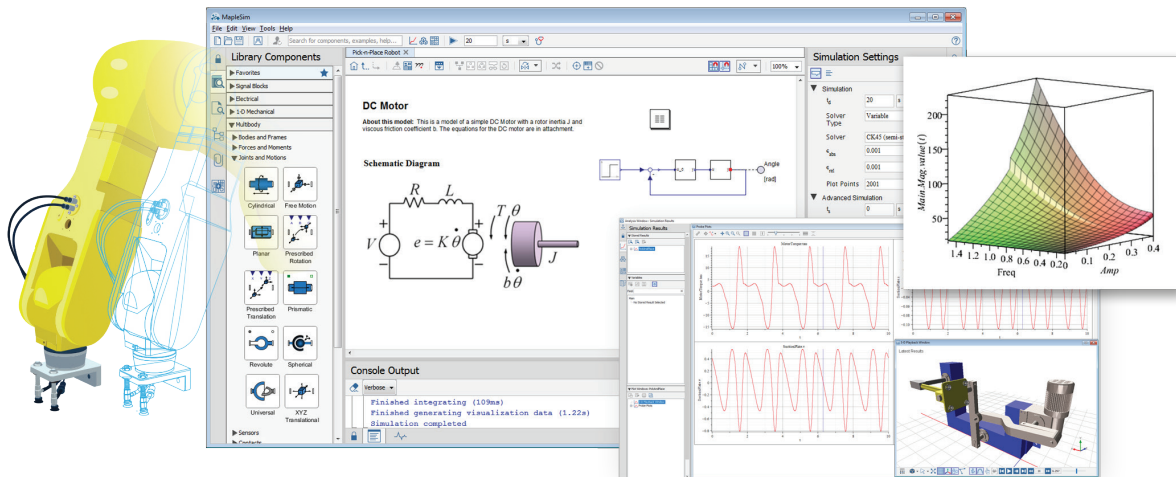 MapleSim
File Edit View Tools Help
Search for components, examples, help...
20
s
Library Components
Favorites
Signal Blocks
Electrical
1-D Mechanical
Multibody
Bodies and Frames
Forces and Moments
Joints and Motions
Cylindrical
Free Motion
Planar
Prescribed Rotation
Prescribed Translation
Prismatic
Revolute
Spherical
Universal
XYZ Translational
Sensors
Contacts
Pick-n-Place Robot
100%
DC Motor
About this model: This is a model of a simple DC Motor with a rotor inertia J and
viscous friction coefficient b. The equations for the DC motor are in attachment.
Schematic Diagram
R
L
V
e = K θ̇
T, θ
J
b θ̇
Angle
[rad]
Console Output
Verbose
Finished integrating (109ms)
Finished generating visualization data (1.22s)
Simulation completed
Simulation Settings
Simulation
20
s
Solver Type
Variable
Solver
0.001
0.001
Plot Points
2001
Advanced Simulation
0
s
Simulation Results
Main.Mag.value(t)
200
150
100
50
1.4 1.2 1.0 0.8 0.6 0.4 0.2 0
Freq
0.1
0.2
0.3
0.4
Amp
3-D Playback Window
Latest Results